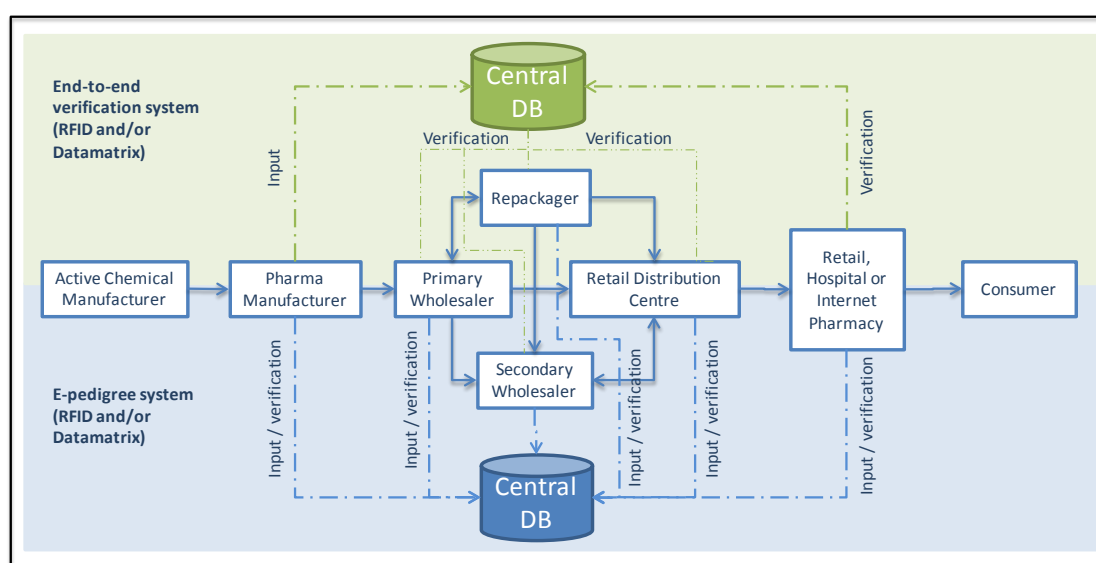 End-to-end
verification system
(RFID and/or
Datamatrix)
Central
DB
Input
Verification
Verification
Verification
Repackager
Active Chemical
Manufacturer
Pharma
Manufacturer
Primary
Wholesaler
Retail Distribution
Centre
Retail,
Hospital or
Internet
Pharmacy
Consumer
Secondary
Wholesaler
E-pedigree system
(RFID and/or
Datamatrix)
Input / verification
Input / verification
Input / verification
Input / verification
Input / verification
Central
DB